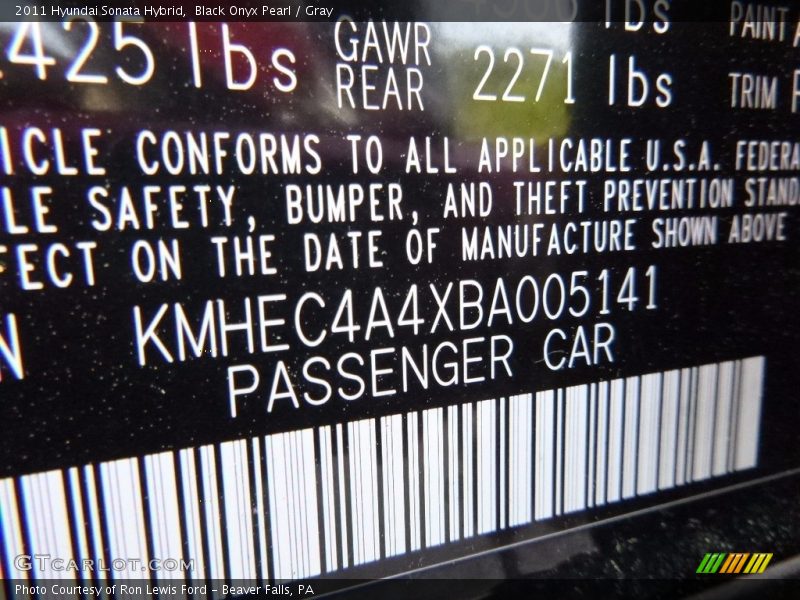 2011 Hyundai Sonata Hybrid, Black Onyx Pearl / Gray
lbs
PAINT
425 lbs GAWR REAR 2271 lbs
TRIM
ICLE CONFORMS TO ALL APPLICABLE U.S.A. FEDERA
LE SAFETY, BUMPER, AND THEFT PREVENTION STAND
FECT ON THE DATE OF MANUFACTURE SHOWN ABOVE
N KMHEC4A4XBA005141
PASSENGER CAR
GTcarlot.com
Photo Courtesy of Ron Lewis Ford - Beaver Falls, PA